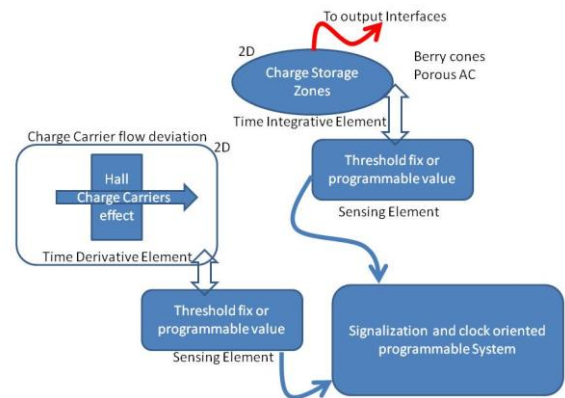 To output Interfaces
2D
Charge Storage
Zones
Berry cones
Porous AC
Time Integrative Element
Threshold fix or
programmable value
Sensing Element
Charge Carrier flow deviation
2D
Hall
Charge Carriers
effect
Time Derivative Element
Threshold fix or
programmable value
Sensing Element
Signalization and clock oriented
programmable System